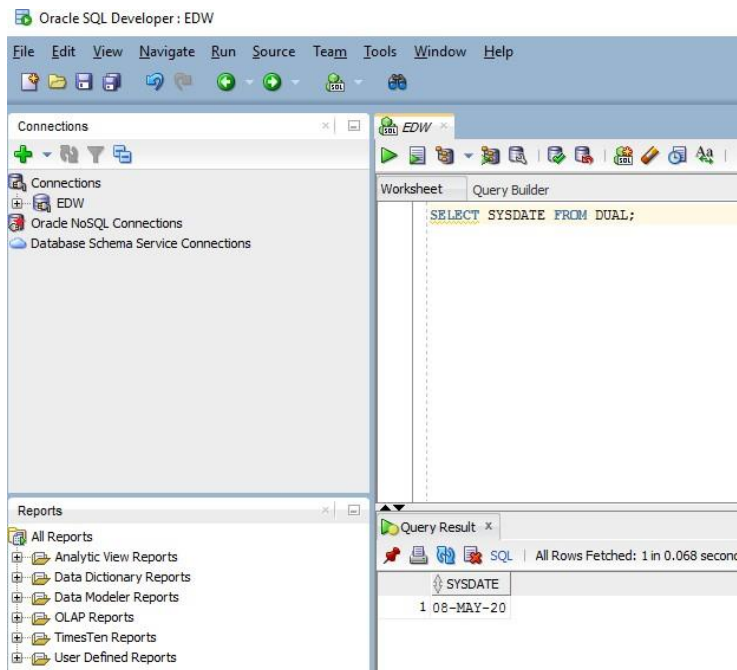 Oracle SQL Developer : EDW
File Edit View Navigate Run Source Team Tools Window Help
Connections
Connections
EDW
Oracle NoSQL Connections
Database Schema Service Connections
Reports
All Reports
Analytic View Reports
Data Dictionary Reports
Data Modeler Reports
OLAP Reports
TimesTen Reports
User Defined Reports
EDW
Worksheet Query Builder
SELECT SYSDATE FROM DUAL;
Query Result x
SQL | All Rows Fetched: 1 in 0.068 second
SYSDATE
1 08-MAY-20